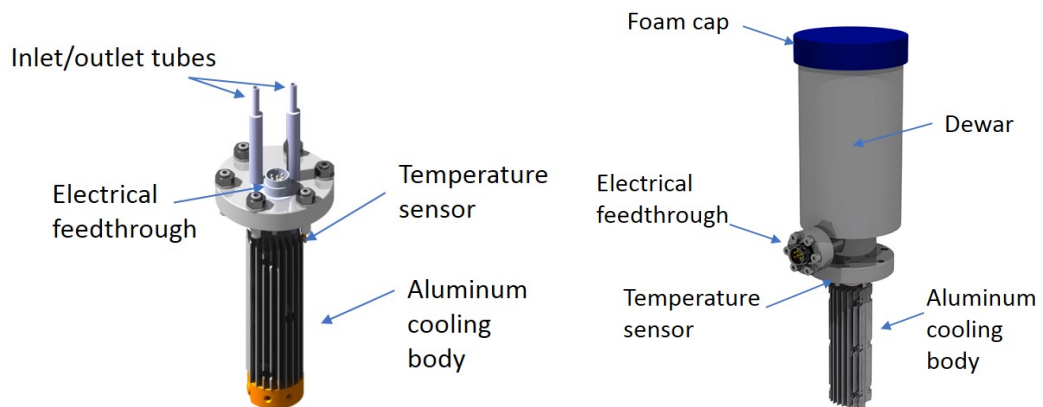 Inlet/outlet tubes
Electrical
feedthrough
Temperature
sensor
Aluminum
cooling
body
Foam cap
Dewar
Electrical
feedthrough
Temperature
sensor
Aluminum
cooling
body